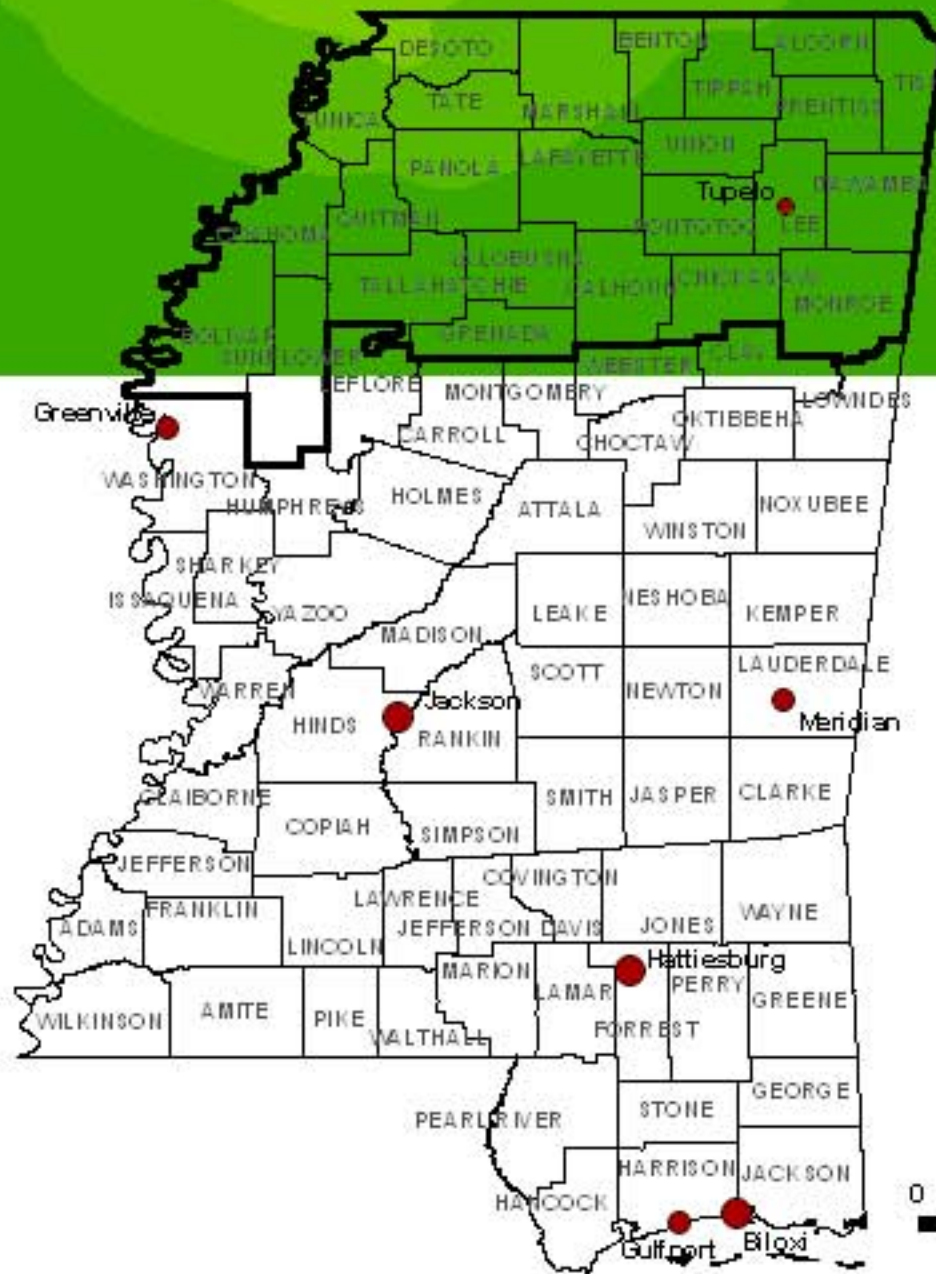 DESOTO
BENTON
ALCORN
TIPPAH
TATE
MARSHALL
PRENTISS
TUNICA
UNION
PANOLA
LAFAYETTE
Tupelo
QUITMAN
PONTOTOC
LEE
YALOBUSHA
TALLAHATCHIE
CALHOUN
CHICKASAW
MONROE
BOLIVAR
GRENADA
SUNFLOWER
WEBSTER
CLAY
LEFLORE
MONTGOMERY
LOWNDES
Greenville
OKTIBBEHA
CARROLL
CHOCTAW
WASHINGTON
HUMPHREYS
HOLMES
ATTALA
NOXUBEE
WINSTON
SHARKEY
ISSAQUENA
YAZOO
LEAKE
NESHOBA
KEMPER
MADISON
SCOTT
LAUDERDALE
WARREN
NEWTON
Jackson
HINDS
RANKIN
Meridian
CLAIBORNE
SMITH
JASPER
CLARKE
COPIAH
SIMPSON
JEFFERSON
COVINGTON
LAWRENCE
FRANKLIN
WAYNE
ADAMS
JEFFERSON DAVIS
JONES
LINCOLN
Hattiesburg
MARION
LAMAR
PERRY
GREENE
WILKINSON
AMITE
PIKE
FORREST
WALTHALL
GEORGE
PEARL RIVER
STONE
HARRISON
JACKSON
HANCOCK
0
Gulfport
Biloxi